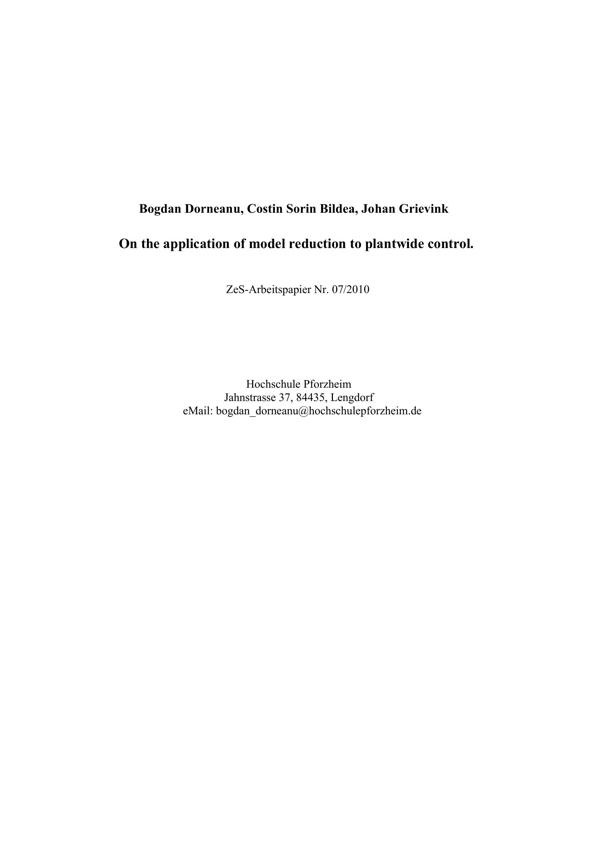 Bogdan Dorneanu, Costin Sorin Bildea, Johan Grievink
On the application of model reduction to plantwide control.
ZeS-Arbeitspapier Nr. 07/2010
Hochschule Pforzheim
Jahnstrasse 37, 84435, Lengdorf
eMail: bogdan_dorneanu@hochschulepforzheim.de